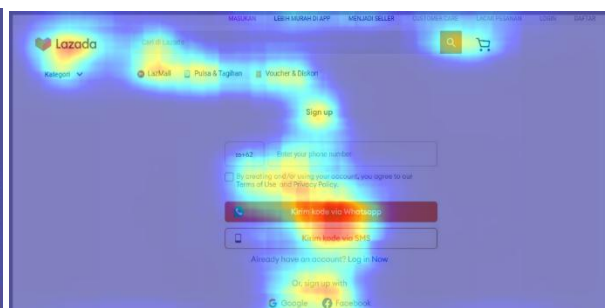 MASUKAN LEBIH MURAH DI APP MENJADI SELLER CUSTOMER CARE LACAK PESANAN LOGIN DAFTAR
Lazada
Cari di Lazada
Kategori LazMall Pulsa & Tagihan Voucher & Diskon
Sign up
Enter your phone number
By creating and/or using your account, you agree to our
Terms of Use and Privacy Policy.
Kirim kode via Whatsapp
Kirim kode via SMS
Already have an account? Log in Now
Or, sign up with
Google Facebook